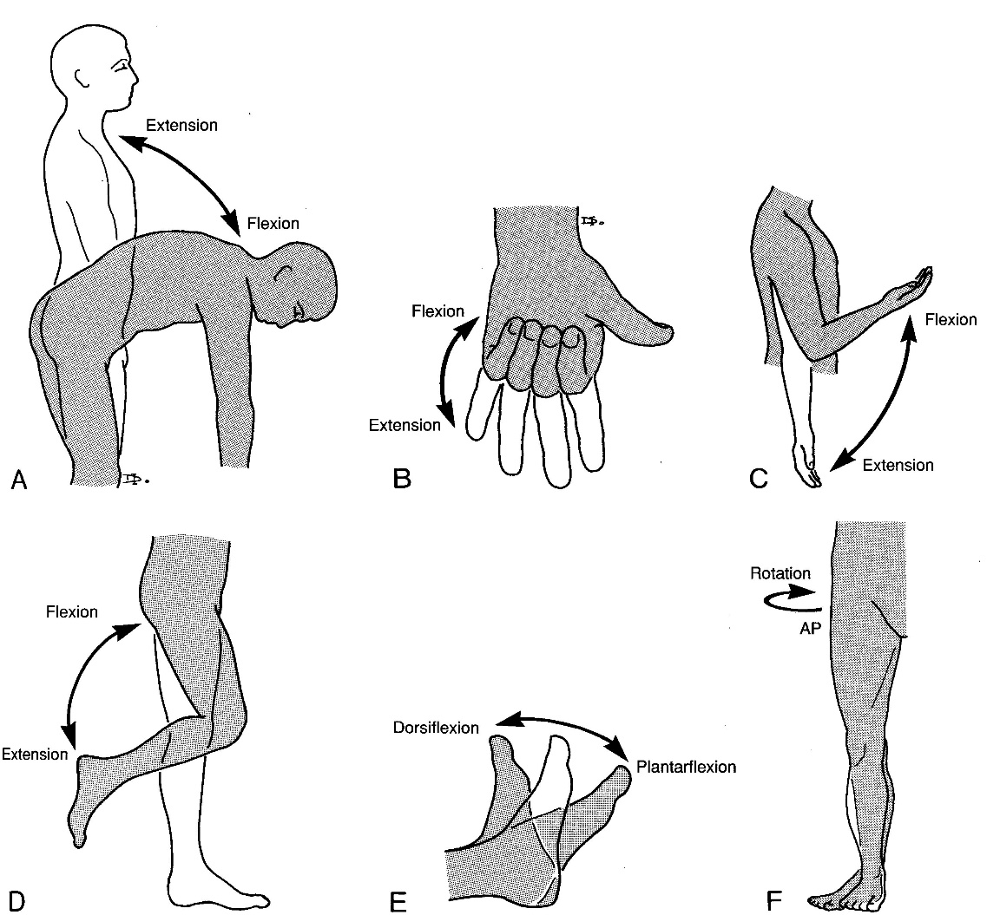 Extension
Flexion
A
Flexion
Extension
B
Flexion
Extension
C
Flexion
Extension
D
Dorsiflexion
Plantarflexion
E
Rotation
AP
F